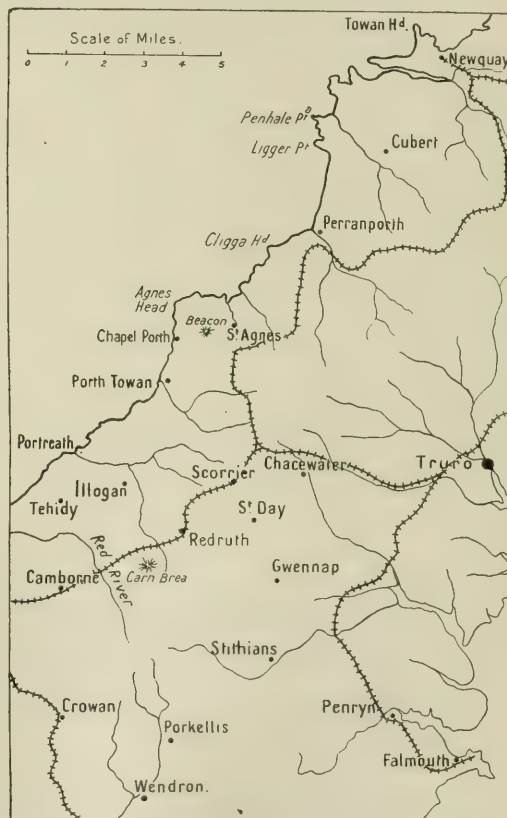 Towan Hd.
Scale of Miles.
0 1 2 3 4 5
Newquay
Penhale Pt
Ligger Pt
Cubert
Perranporth
Cligga Hd
Agnes
Head
Beacon
Chapel Porth
St Agnes
Porth Towan
Portreath
Illogan
Scorrier
Chacewater
Truro
Tehidy
St Day
Redruth
Red River
Camborne
Carn Brea
Gwennap
Stithians
Crowan
Porkellis
Penryn
Falmouth
Wendron.